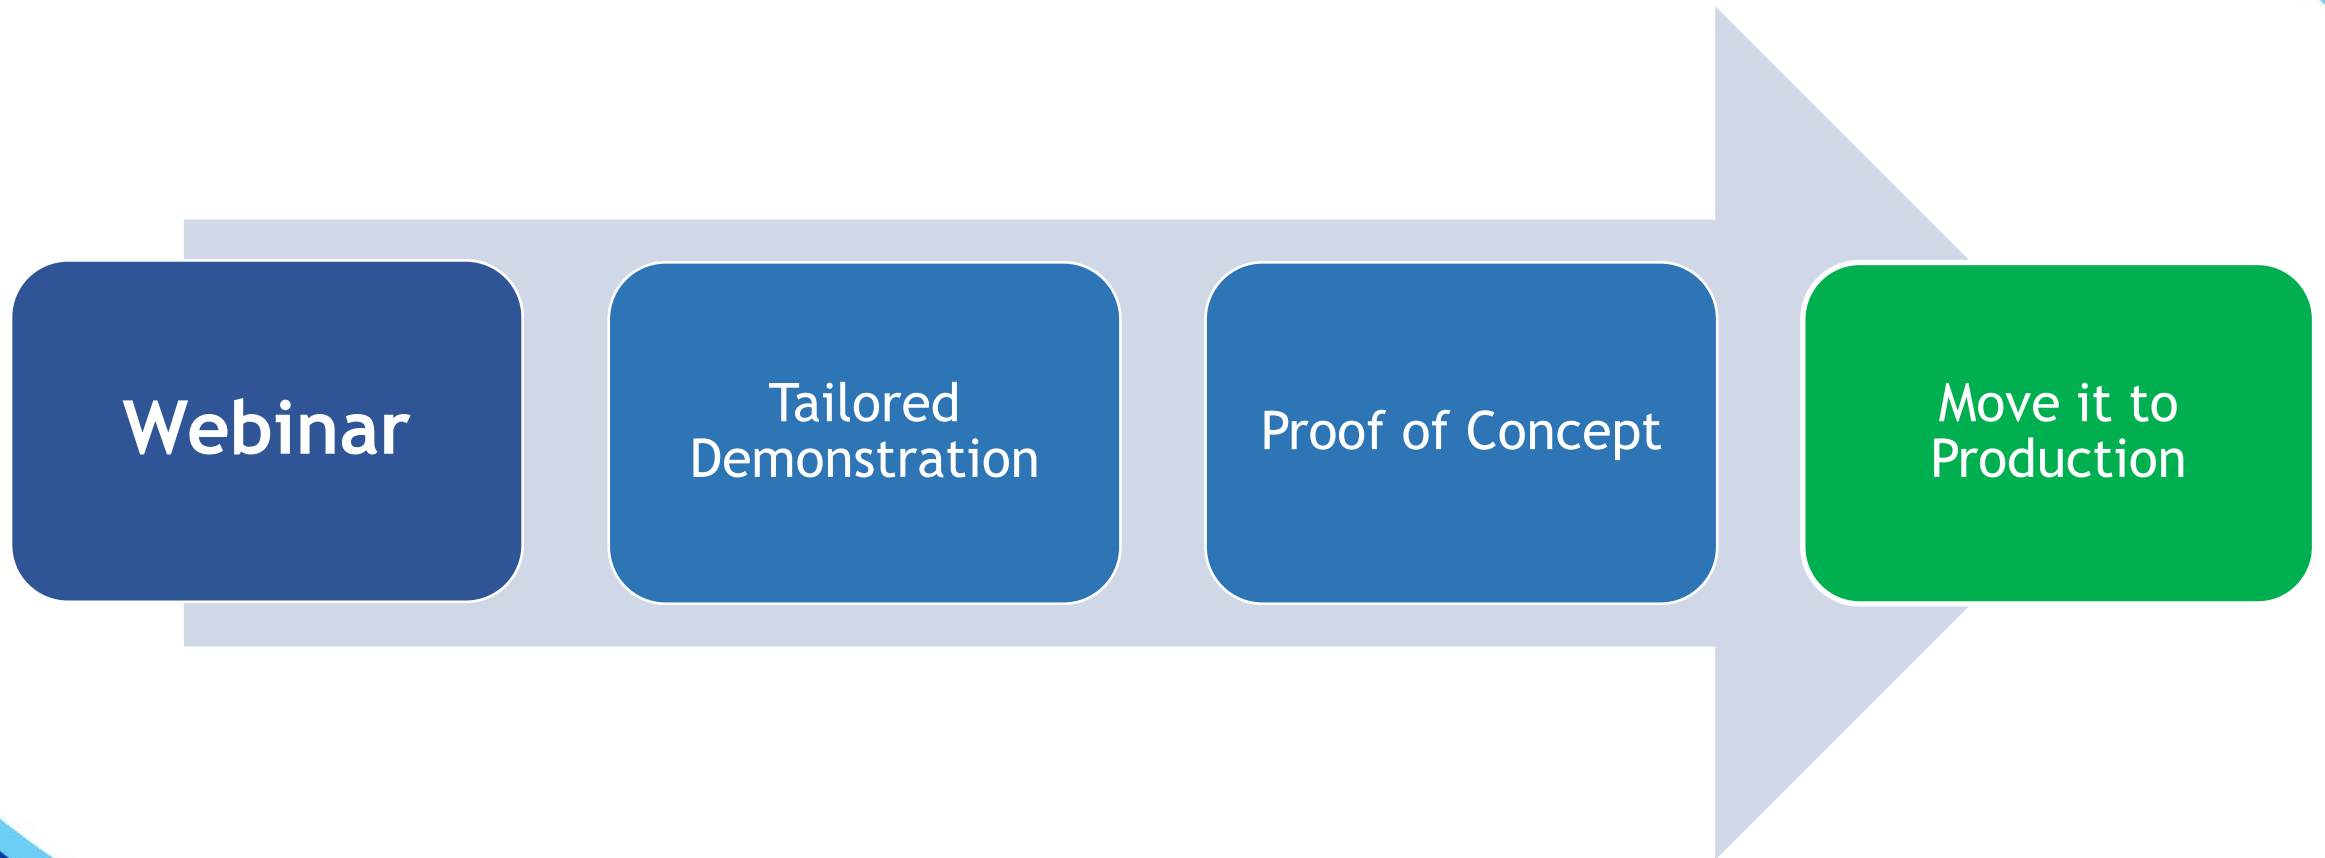 Webinar
Tailored
Demonstration
Proof of Concept
Move it to
Production